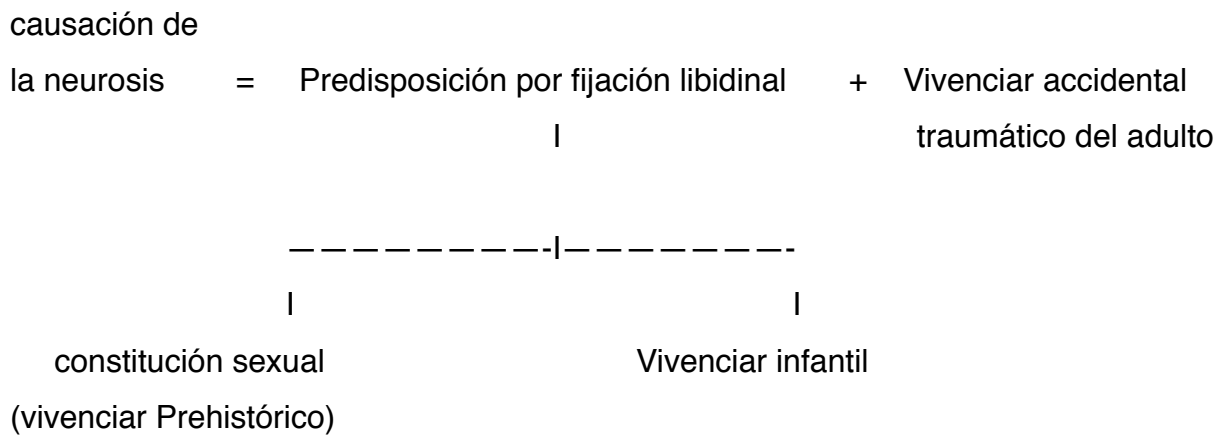 causación de
la neurosis = Predisposición por fijación libidinal + Vivenciar accidental
I traumático del adulto
————————-I———————-
I I
constitución sexual Vivenciar infantil
(vivenciar Prehistórico)